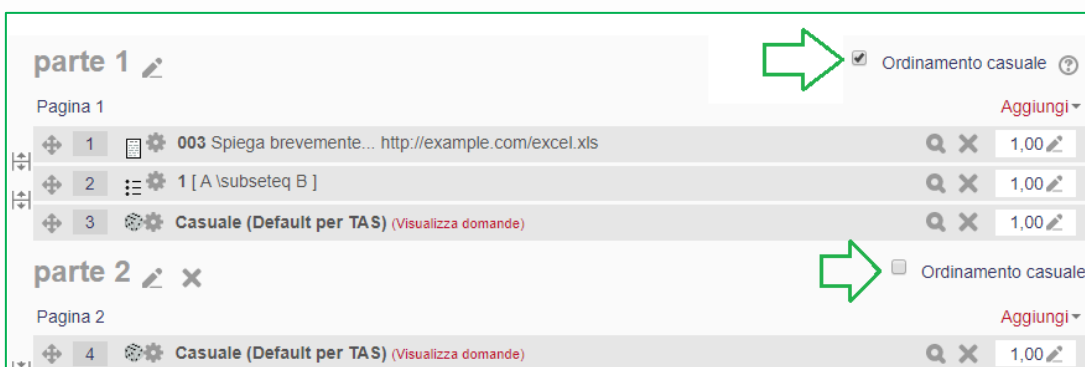 parte 1
Ordinamento casuale
Pagina 1
Aggiungi
1 003 Spiega brevemente... http://example.com/excel.xls 1,00
2 1 [ A \subseteq B ] 1,00
3 Casuale (Default per TAS) (Visualizza domande) 1,00
parte 2
Ordinamento casuale
Pagina 2
Aggiungi
4 Casuale (Default per TAS) (Visualizza domande) 1,00